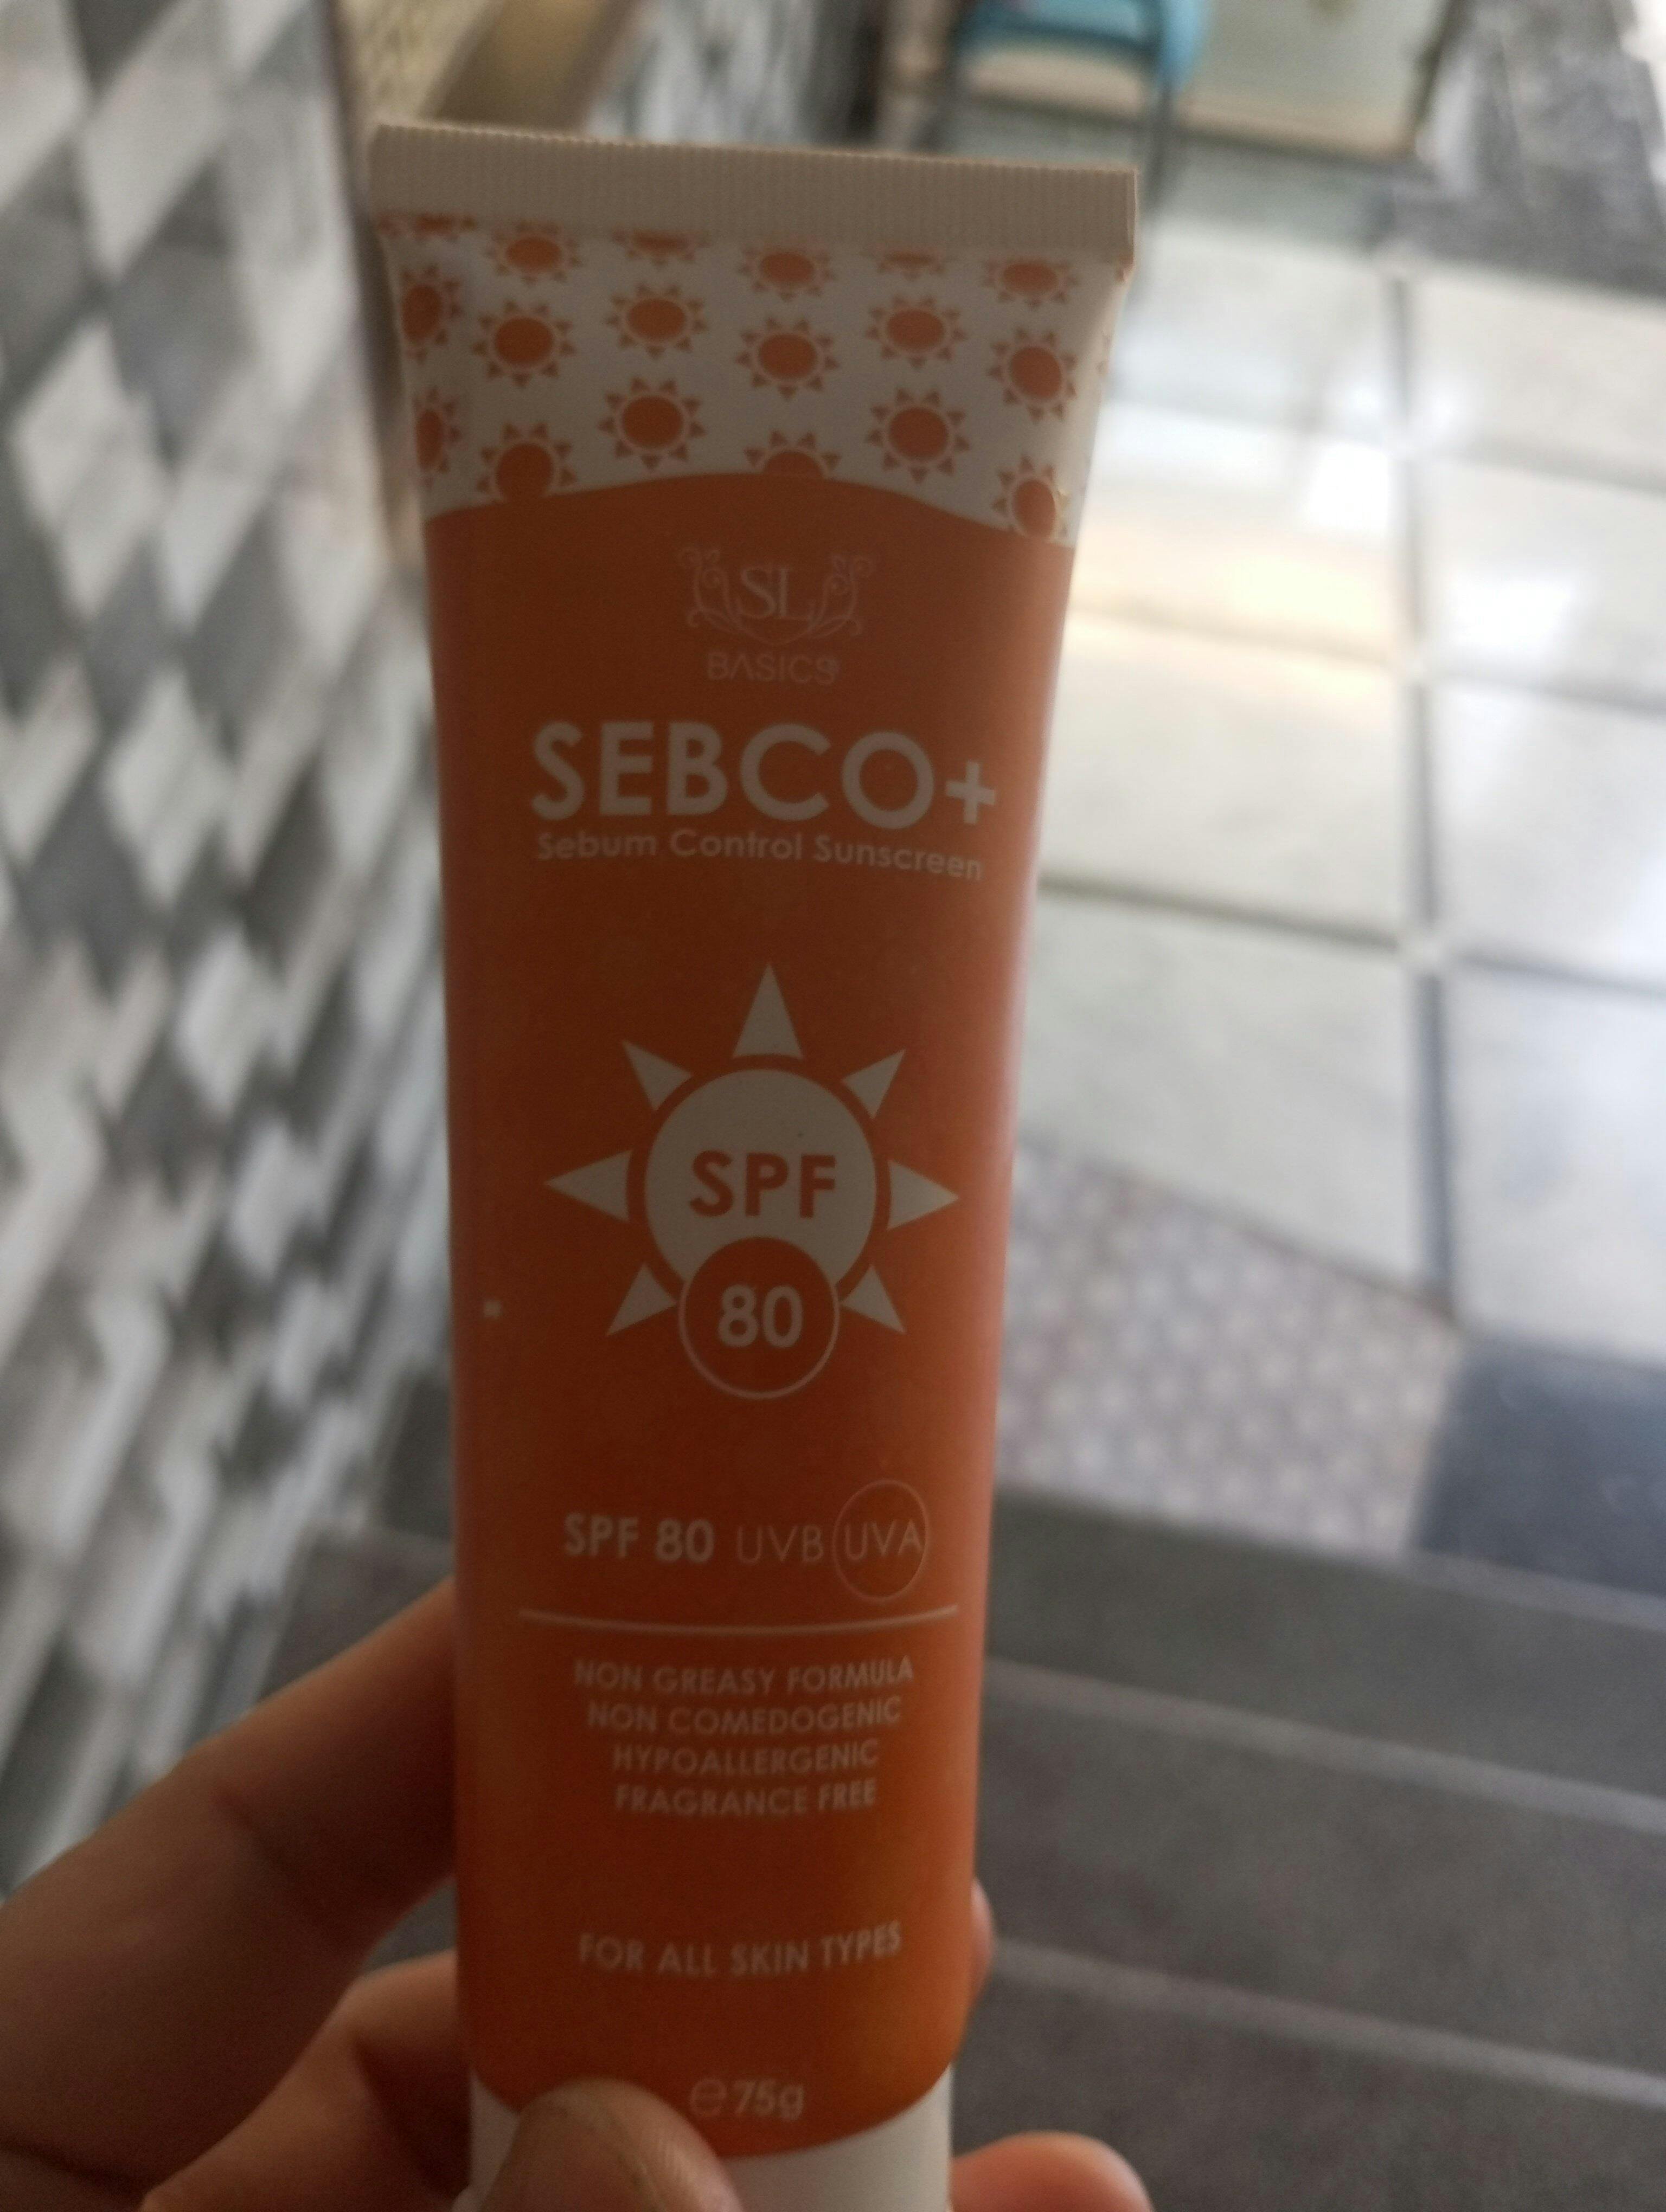 SL
BASICS
SEBCO+
Sebum Control Sunscreen
SPF
80
SPF 80 UVB UVA
NON GREASY FORMULA
NON COMEDOGENIC
HYPOALLERGENIC
FRAGRANCE FREE
FOR ALL SKIN TYPES
℮75g